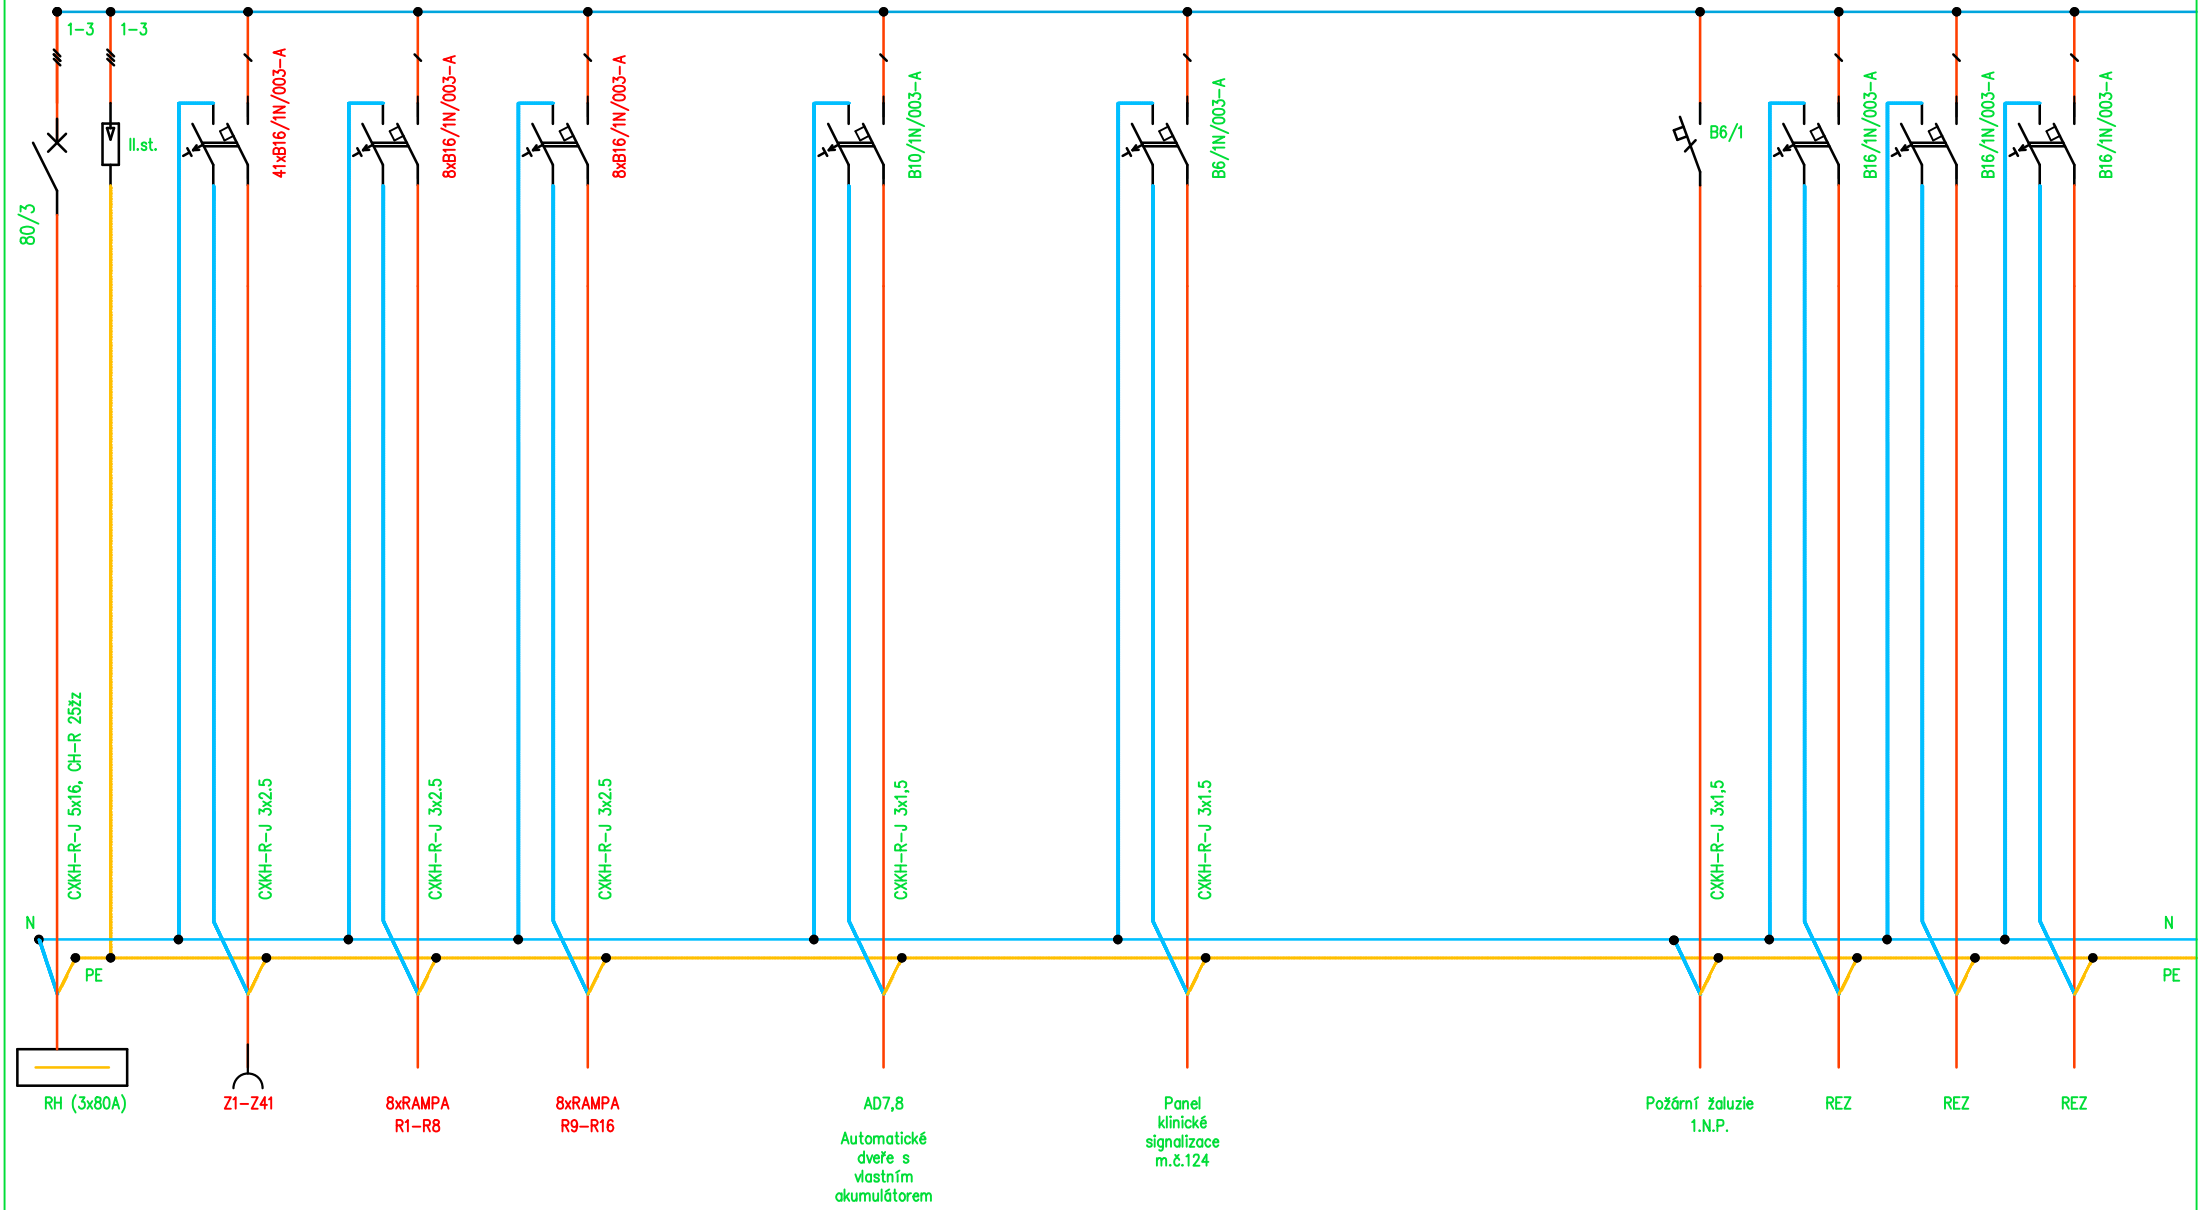 1-3
1-3
II.st.
80/3
41xB16/1N/003-A
8xB16/1N/003-A
8xB16/1N/003-A
B10/1N/003-A
B6/1N/003-A
B6/1
B16/1N/003-A
B16/1N/003-A
B16/1N/003-A
CXKH-R-J 5x16, CH-R 25žz
CXKH-R-J 3x2.5
CXKH-R-J 3x2.5
CXKH-R-J 3x2.5
CXKH-R-J 3x1,5
CXKH-R-J 3x1.5
CXKH-R-J 3x1,5
N
N
PE
PE
RH (3x80A)
Z1-Z41
8xRAMPA
R1-R8
8xRAMPA
R9-R16
AD7,8
Automatické
dveře s
vlastním
akumulátorem
Panel
klinické
signalizace
m.č.124
Požární žaluzie
1.N.P.
REZ
REZ
REZ